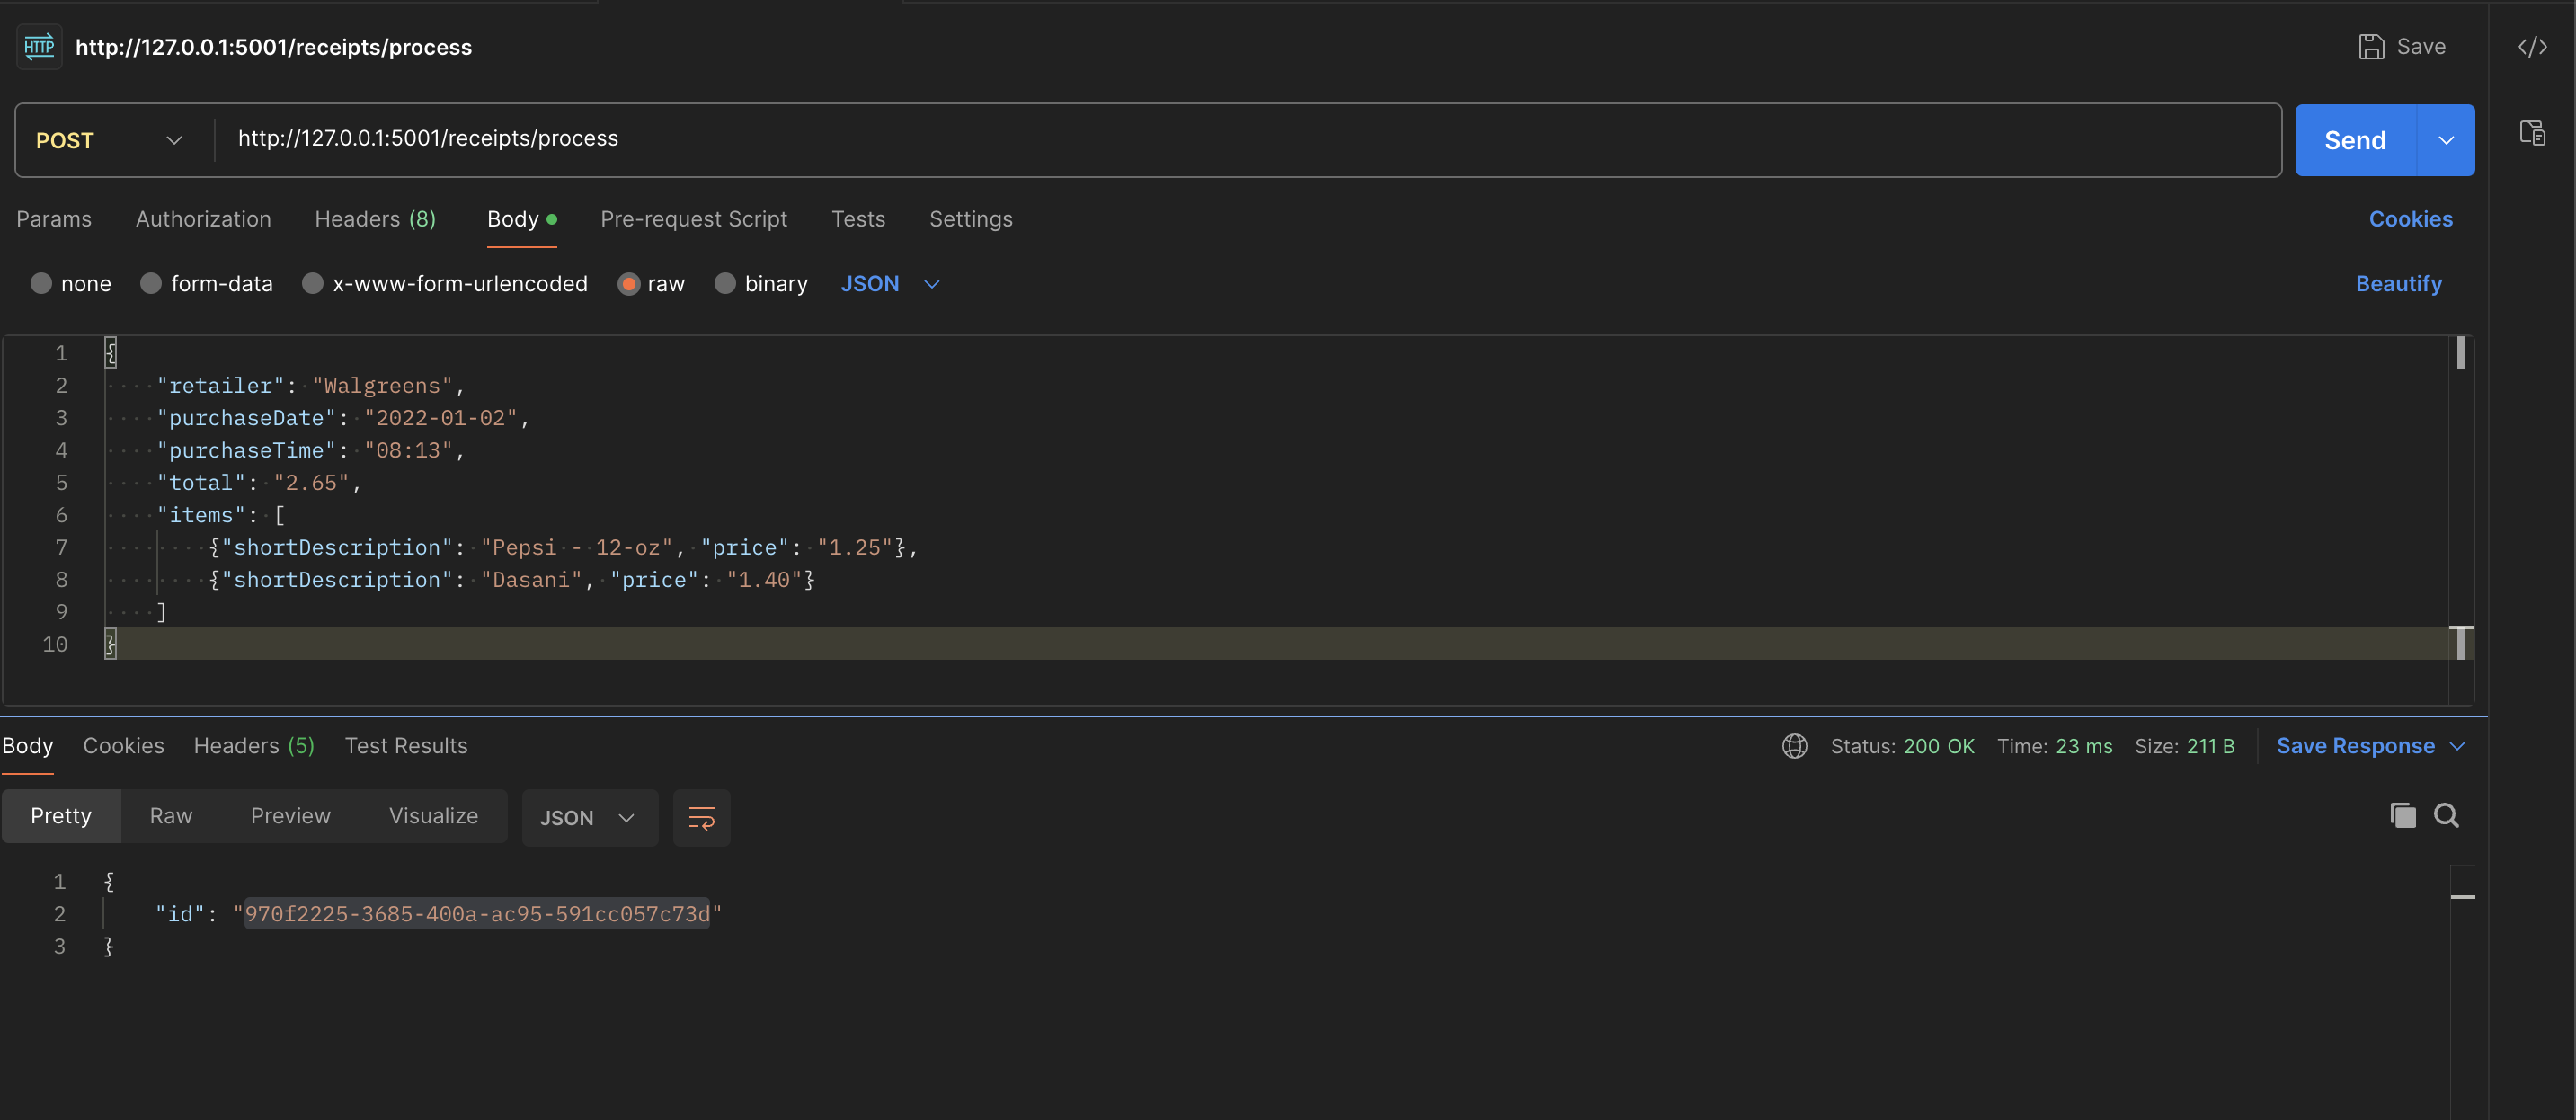 HTTP http://127.0.0.1:5001/receipts/process Save </>
POST http://127.0.0.1:5001/receipts/process Send
Params Authorization Headers (8) Body Pre-request Script Tests Settings Cookies
none form-data x-www-form-urlencoded raw binary JSON Beautify
1 {
2 "retailer": "Walgreens",
3 "purchaseDate": "2022-01-02",
4 "purchaseTime": "08:13",
5 "total": "2.65",
6 "items": [
7 {"shortDescription": "Pepsi - 12-oz", "price": "1.25"},
8 {"shortDescription": "Dasani", "price": "1.40"}
9 ]
10 }
Body Cookies Headers (5) Test Results Status: 200 OK Time: 23 ms Size: 211 B Save Response
Pretty Raw Preview Visualize JSON
1 {
2 "id": "970f2225-3685-400a-ac95-591cc057c73d"
3 }